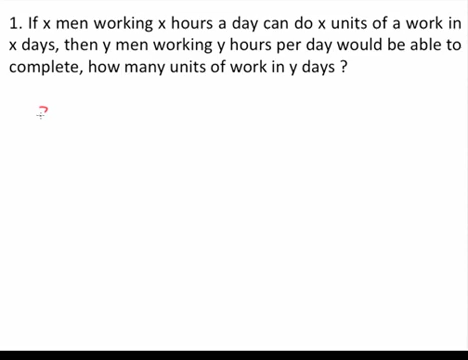 1. If x men working x hours a day can do x units of a work in
x days, then y men working y hours per day would be able to
complete, how many units of work in y days ?